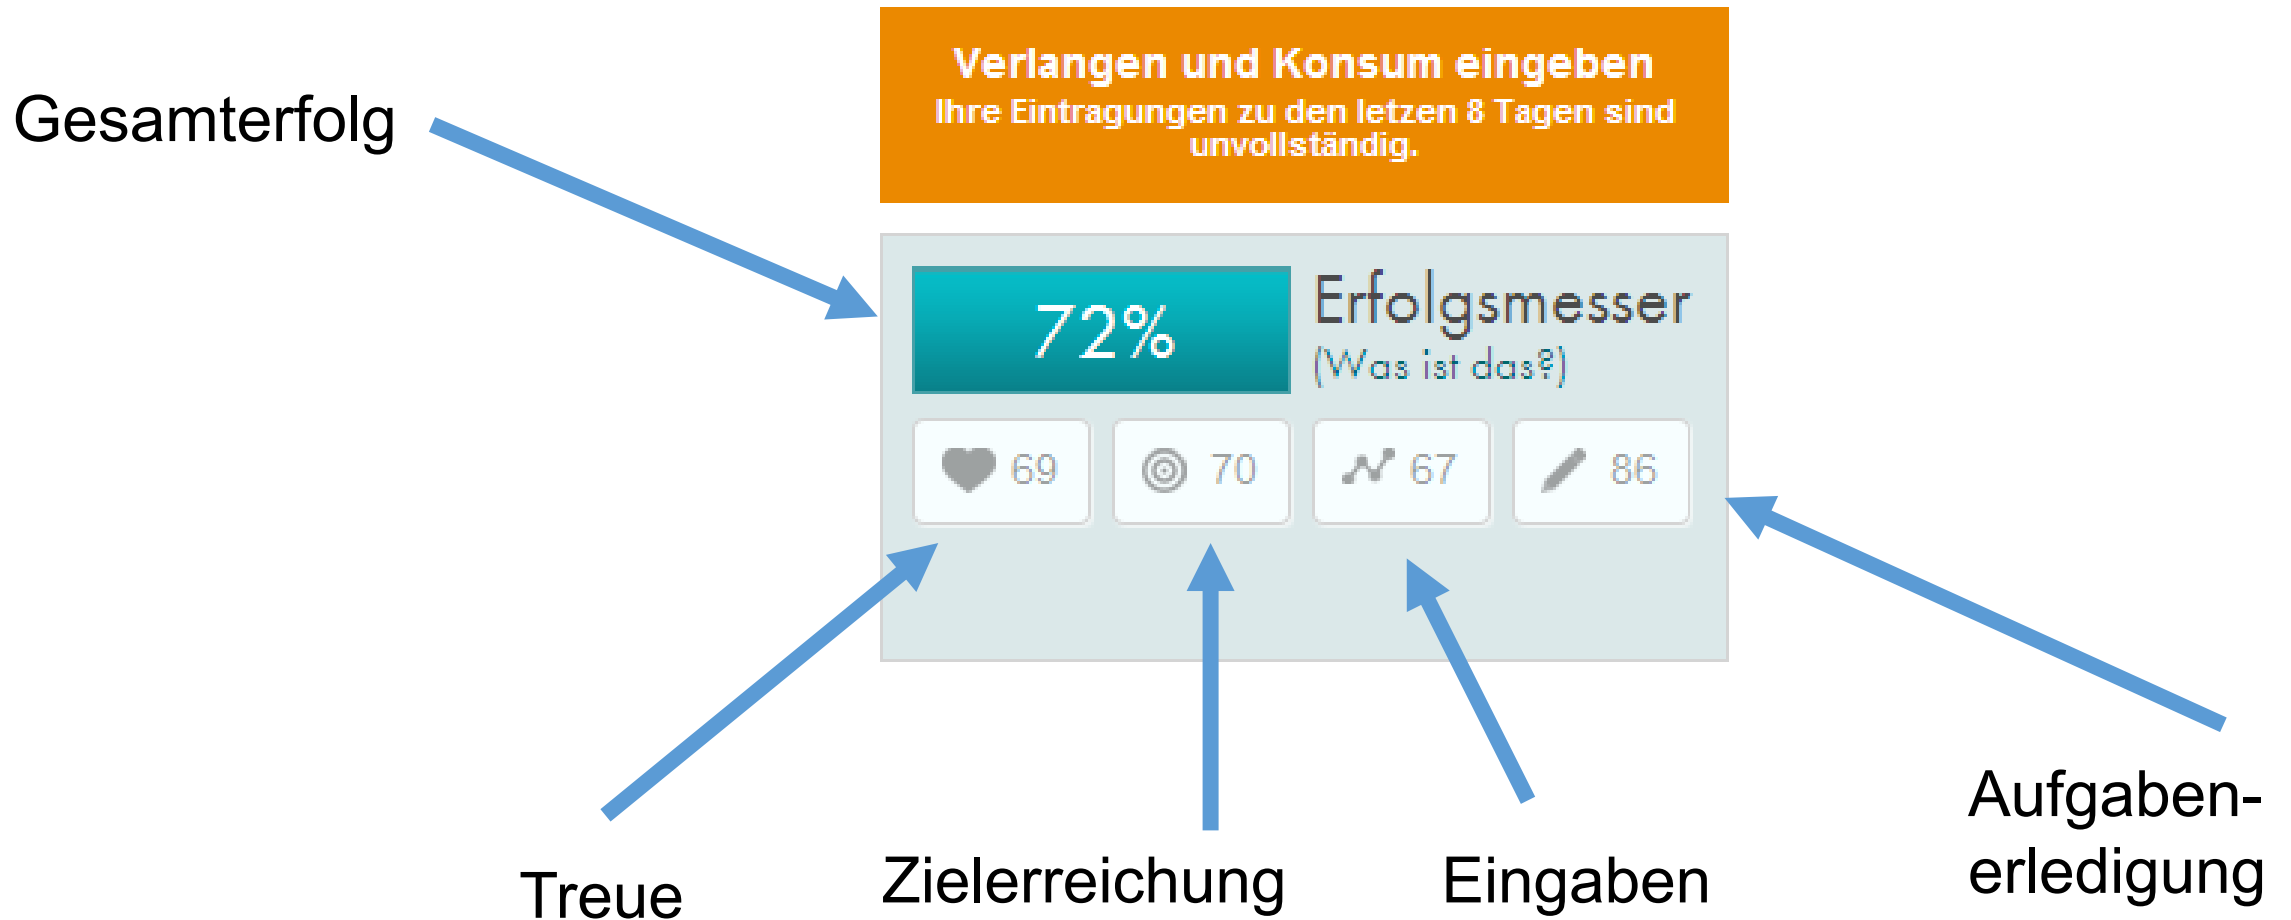 Verlangen und Konsum eingeben
Ihre Eintragungen zu den letzen 8 Tagen sind
unvollständig.
Gesamterfolg
72%
Erfolgsmesser
(Was ist das?)
69
70
67
86
Treue
Zielerreichung
Eingaben
Aufgaben-
erledigung